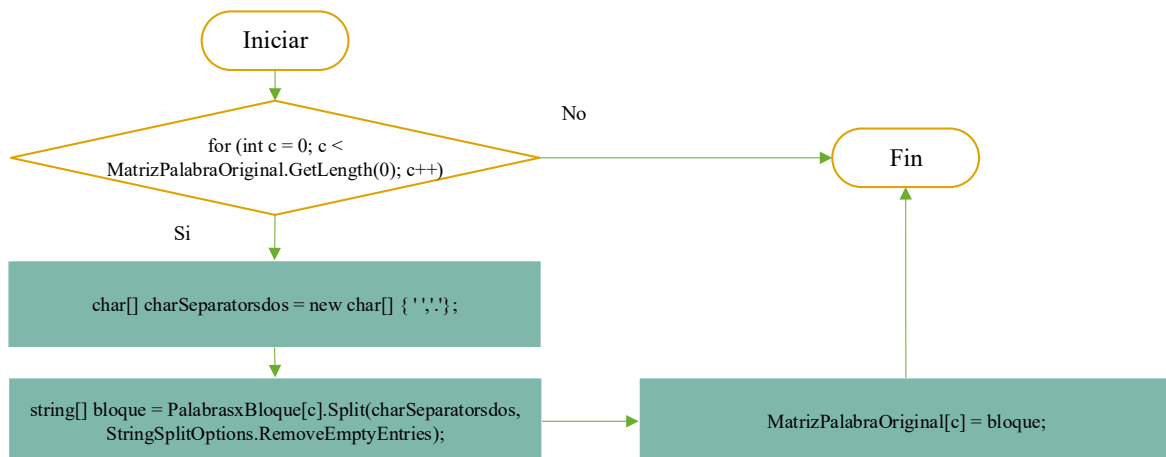 Iniciar
for (int c = 0; c <
MatrizPalabraOriginal.GetLength(0); c++)
No
Fin
Si
char[] charSeparatorsdos = new char[] { ' ','.'};
string[] bloque = PalabrasxBloque[c].Split(charSeparatorsdos,
StringSplitOptions.RemoveEmptyEntries);
MatrizPalabraOriginal[c] = bloque;